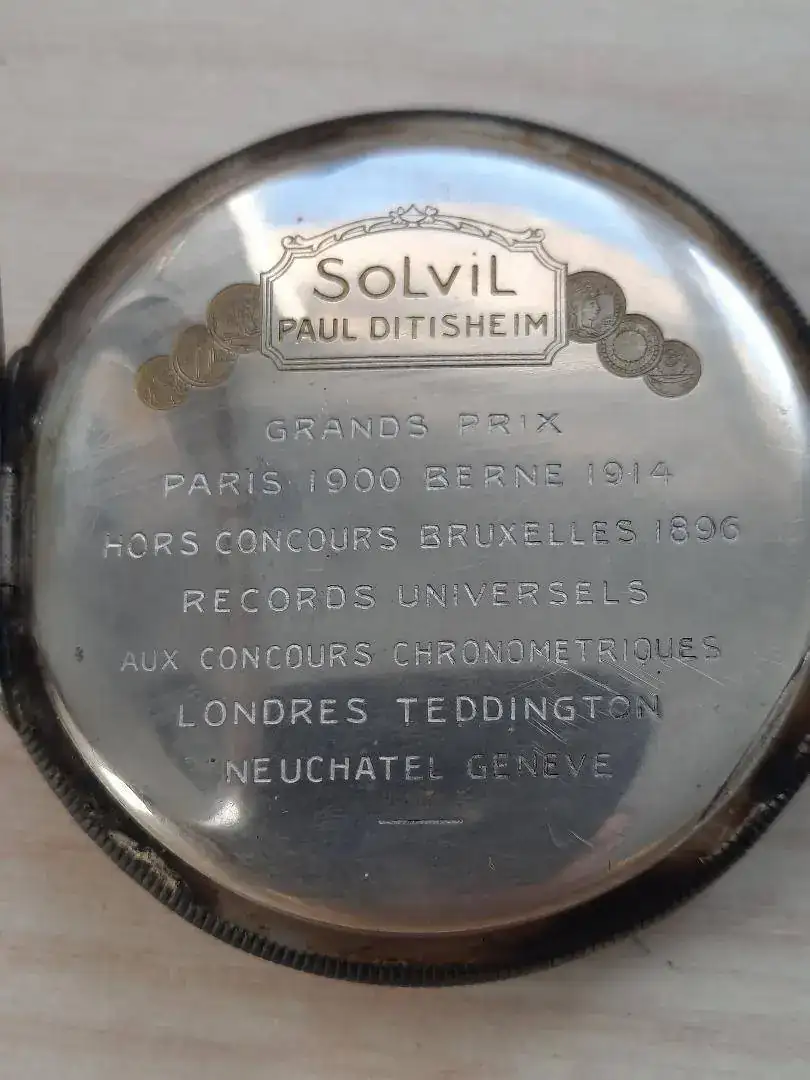 SOLVIL
PAUL DITISHEIM
GRANDS PRIX
PARIS 1900 BERNE 1914
HORS CONCOURS BRUXELLES 1896
RECORDS UNIVERSELS
AUX CONCOURS CHRONOMETRIQUES
LONDRES TEDDINGTON
NEUCHATEL GENEVE